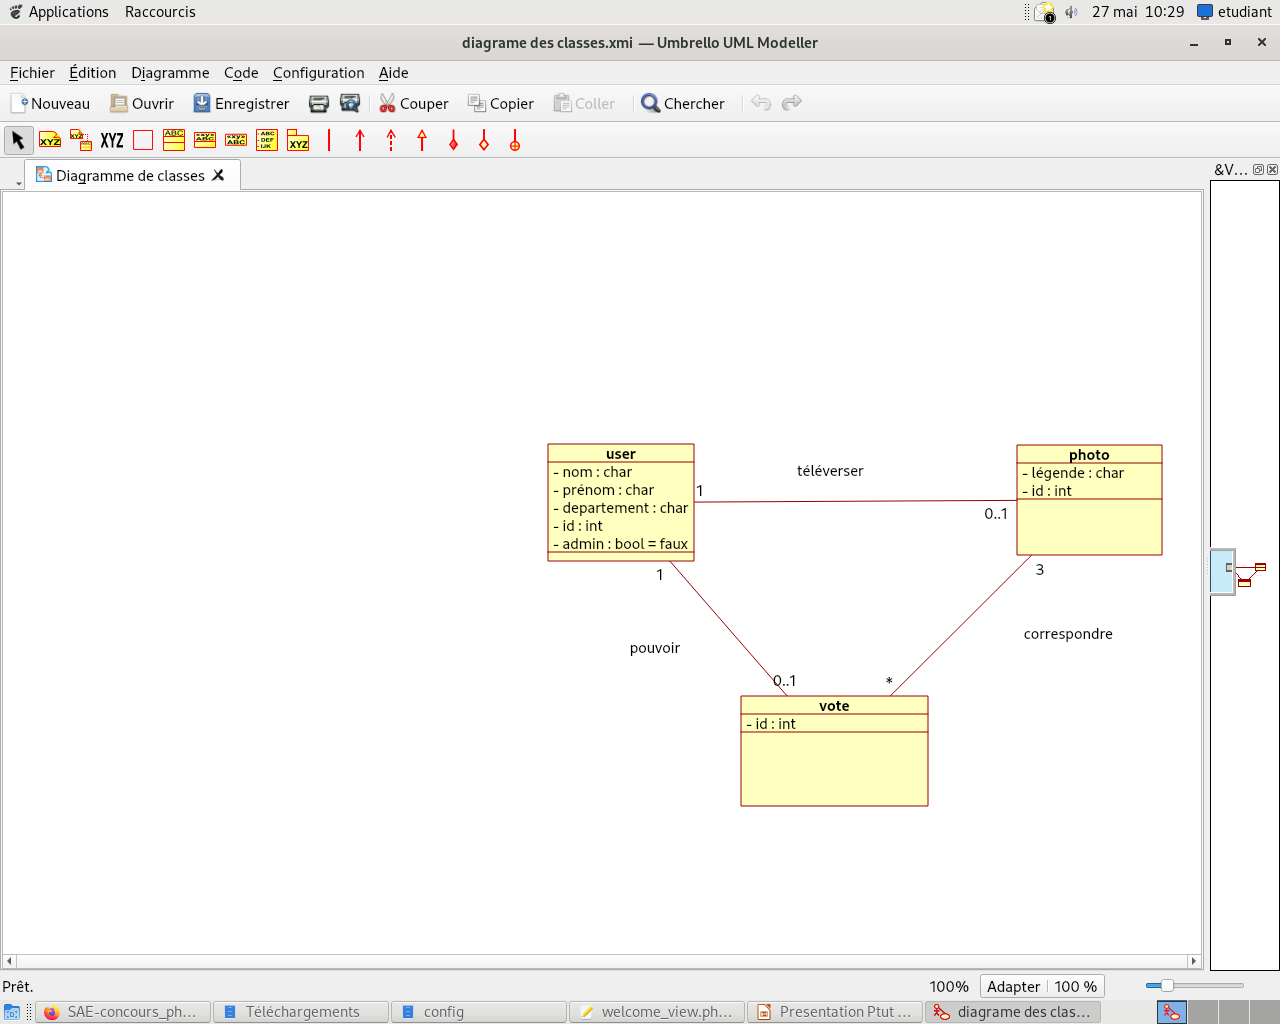 Applications Raccourcis 27 mai 10:29 etudiant
diagrame des classes.xmi — Umbrello UML Modeller
Fichier Édition Diagramme Code Configuration Aide
Nouveau Ouvrir Enregistrer Couper Copier Coller Chercher
XYZ XYZ ABC XYZ
Diagramme de classes &V...
user
- nom : char
- prénom : char
- departement : char
- id : int
- admin : bool = faux
téléverser
1
0..1
photo
- légende : char
- id : int
1
3
pouvoir
correspondre
0..1
*
vote
- id : int
Prêt. 100% Adapter 100 %
SAE-concours_ph... Téléchargements config welcome_view.ph... Presentation Ptut ... diagrame des clas...